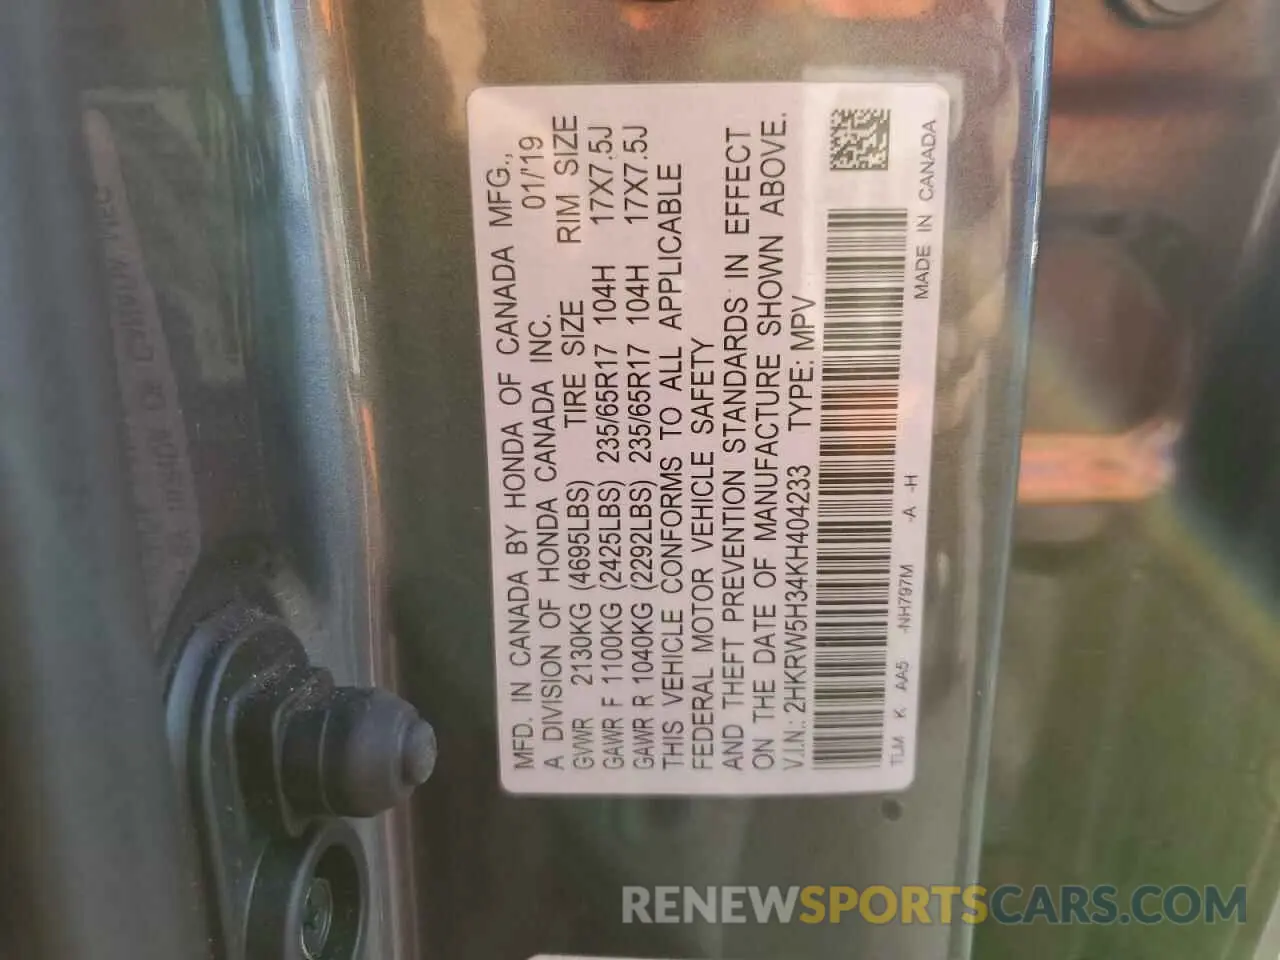 MFD. IN CANADA BY HONDA OF CANADA MFG.,
A DIVISION OF HONDA CANADA INC. 01/'19
GVWR 2130KG (4695LBS) TIRE SIZE RIM SIZE
GAWR F 1100KG (2425LBS) 235/65R17 104H 17X7.5J
GAWR R 1040KG (2292LBS) 235/65R17 104H 17X7.5J
THIS VEHICLE CONFORMS TO ALL APPLICABLE
FEDERAL MOTOR VEHICLE SAFETY
AND THEFT PREVENTION STANDARDS IN EFFECT
ON THE DATE OF MANUFACTURE SHOWN ABOVE.
V.I.N.: 2HKRW5H34KH404233 TYPE: MPV
TLM K AA5 -NH797M -A -H
MADE IN CANADA
RENEWSPORTSCARS.COM